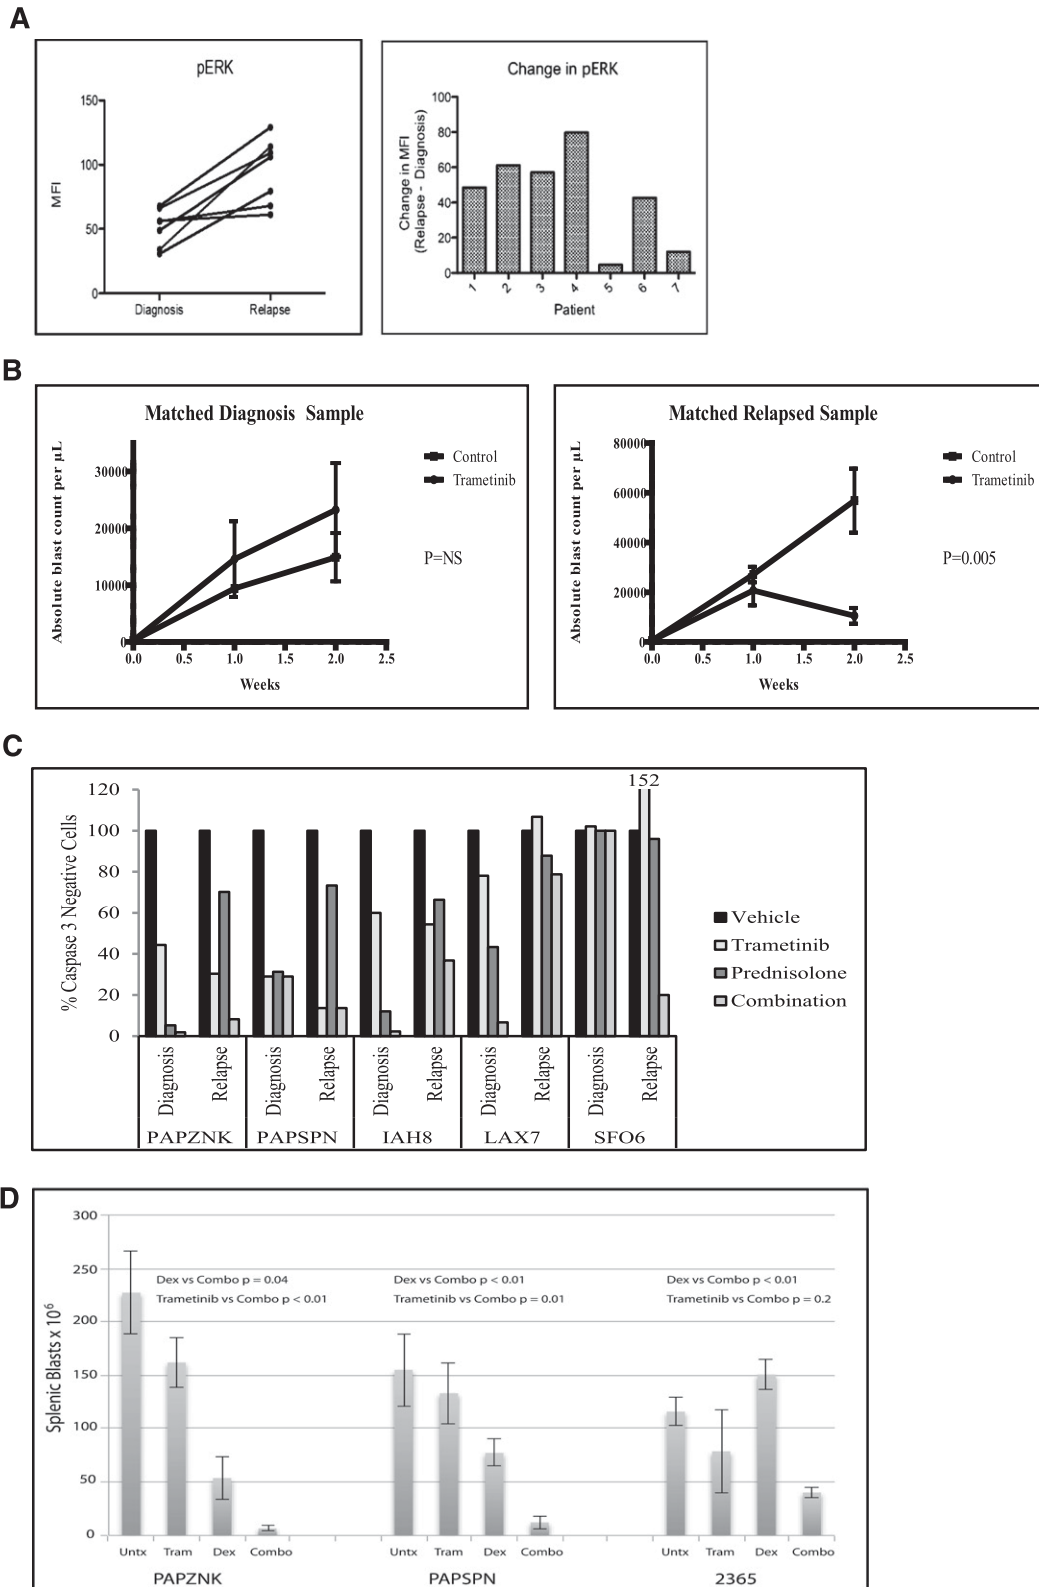 A
pERK
150
100
50
0
MFI
Diagnosis
Relapse
Change in pERK
Change in MFI
(Relapse - Diagnosis)
100
80
60
40
20
0
1 2 3 4 5 6 7
Patient
B
Matched Diagnosis Sample
Absolute blast count per µL
30000
20000
10000
0
0.0 0.5 1.0 1.5 2.0 2.5
Weeks
Control
Trametinib
P=NS
Matched Relapsed Sample
Absolute blast count per µL
80000
60000
40000
20000
0
0.0 0.5 1.0 1.5 2.0 2.5
Weeks
Control
Trametinib
P=0.005
C
% Caspase 3 Negative Cells
120
100
80
60
40
20
0
152
Diagnosis Relapse Diagnosis Relapse Diagnosis Relapse Diagnosis Relapse Diagnosis Relapse
PAPZNK PAPSPN IAH8 LAX7 SFO6
Vehicle
Trametinib
Prednisolone
Combination
D
Splenic Blasts x 10⁶
300
250
200
150
100
50
0
Dex vs Combo p = 0.04
Trametinib vs Combo p < 0.01
Dex vs Combo p < 0.01
Trametinib vs Combo p = 0.01
Dex vs Combo p < 0.01
Trametinib vs Combo p = 0.2
Untx Tram Dex Combo Untx Tram Dex Combo Untx Tram Dex Combo
PAPZNK PAPSPN 2365